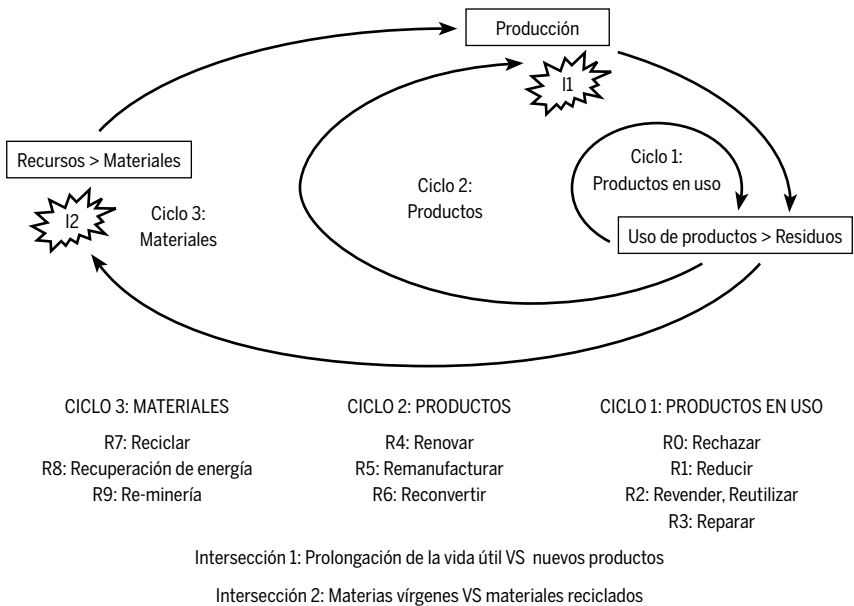 Producción
I1
Recursos > Materiales
I2
Ciclo 3:
Materiales
Ciclo 2:
Productos
Ciclo 1:
Productos en uso
Uso de productos > Residuos
CICLO 3: MATERIALES
R7: Reciclar
R8: Recuperación de energía
R9: Re-minería
CICLO 2: PRODUCTOS
R4: Renovar
R5: Remanufacturar
R6: Reconvertir
CICLO 1: PRODUCTOS EN USO
R0: Rechazar
R1: Reducir
R2: Revender, Reutilizar
R3: Reparar
Intersección 1: Prolongación de la vida útil VS nuevos productos
Intersección 2: Materias vírgenes VS materiales reciclados